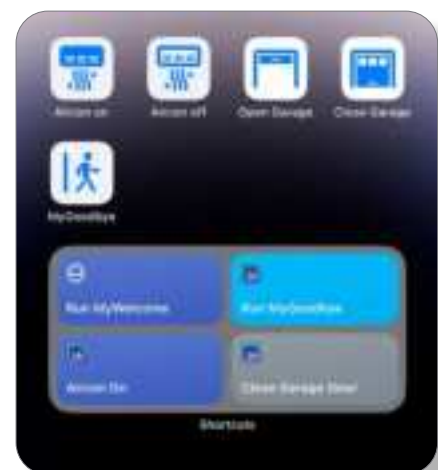 Aircon on
Aircon off
Open Garage
Close Garage
MyGoodbye
Run MyWelcome
Run MyGoodbye
Aircon On
Close Garage Door
Shortcuts